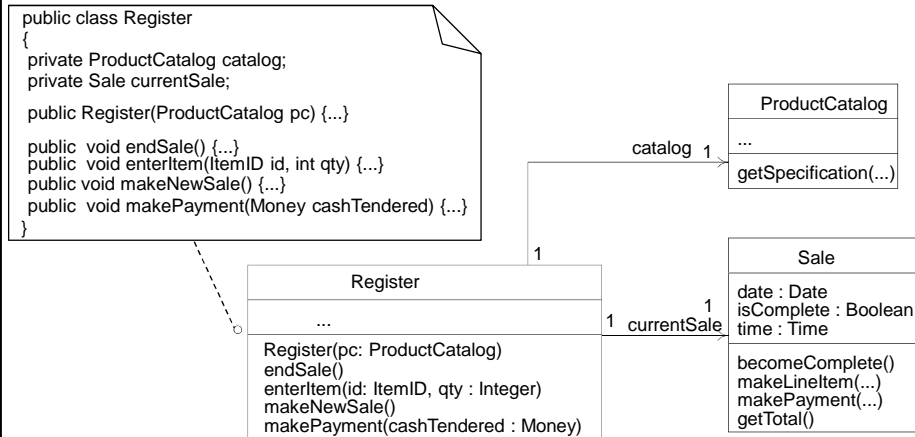 public class Register
{
private ProductCatalog catalog;
private Sale currentSale;
public Register(ProductCatalog pc) {...}
public void endSale() {...}
public void enterItem(ItemID id, int qty) {...}
public void makeNewSale() {...}
public void makePayment(Money cashTendered) {...}
}
ProductCatalog
...
getSpecification(...)
catalog 1
1
Register
...
Register(pc: ProductCatalog)
endSale()
enterItem(id: ItemID, qty : Integer)
makeNewSale()
makePayment(cashTendered : Money)
1 currentSale
1
Sale
date : Date
isComplete : Boolean
time : Time
becomeComplete()
makeLineItem(...)
makePayment(...)
getTotal()